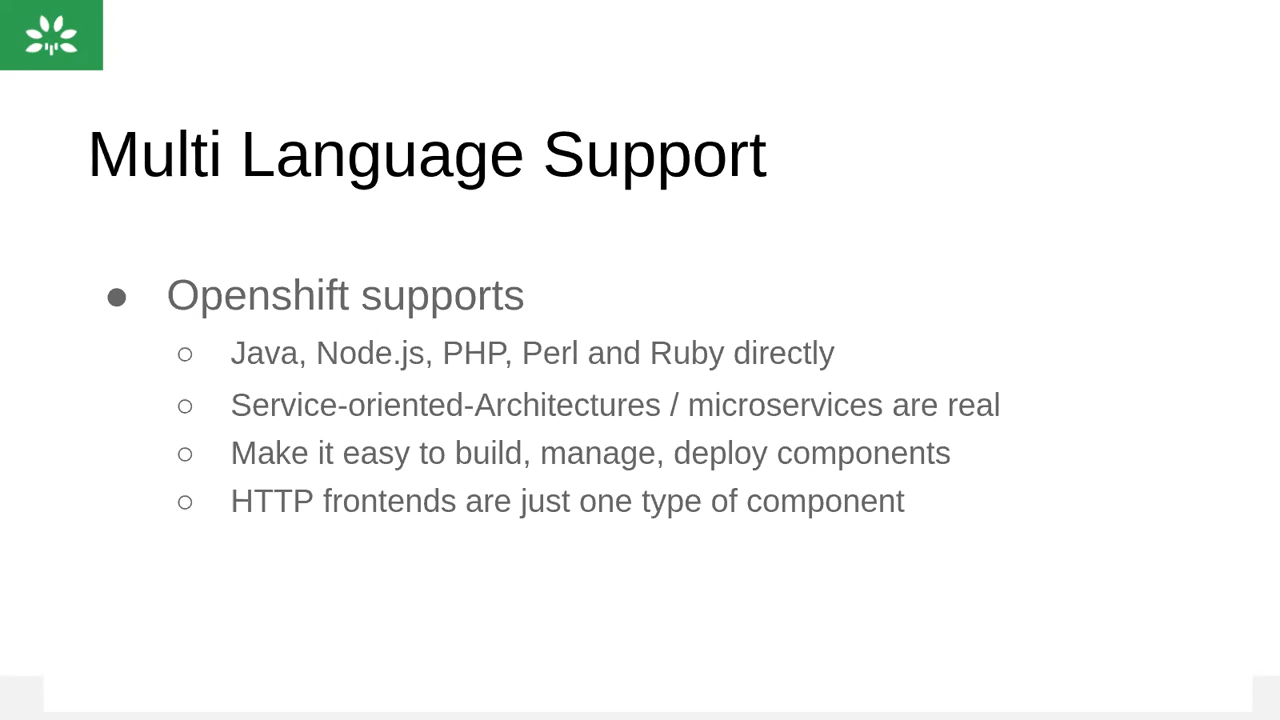 Multi Language Support
● Openshift supports
○ Java, Node.js, PHP, Perl and Ruby directly
○ Service-oriented-Architectures / microservices are real
○ Make it easy to build, manage, deploy components
○ HTTP frontends are just one type of component